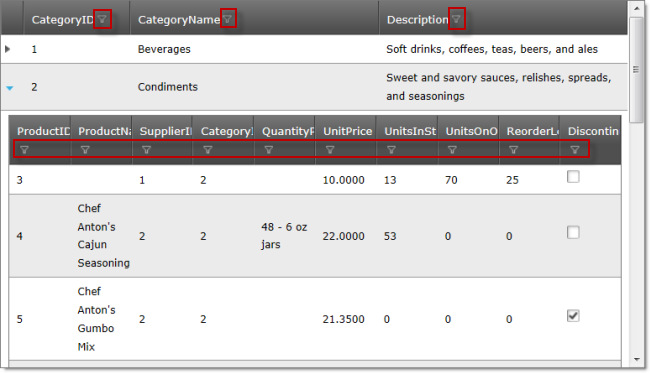 CategoryID CategoryName Description
1 Beverages Soft drinks, coffees, teas, beers, and ales
2 Condiments Sweet and savory sauces, relishes, spreads,
and seasonings
ProductID ProductNa SupplierI Category QuantityP UnitPrice UnitsInSt UnitsOnO ReorderLe Discontin
3 1 2 10.0000 13 70 25
Chef
Anton's
4 Cajun 2 2 48 - 6 oz 22.0000 53 0 0
Seasoning jars
Chef
Anton's
5 Gumbo 2 2 21.3500 0 0 0
Mix